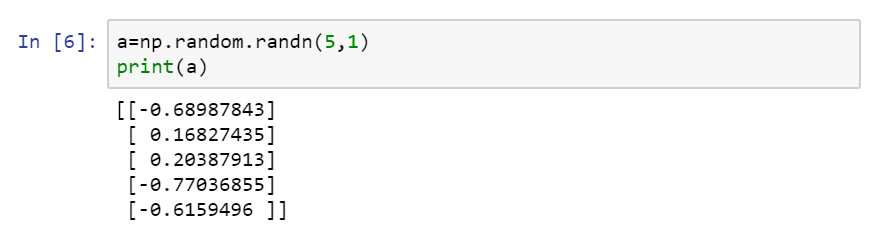 In [6]: a=np.random.randn(5,1)
print(a)
[[-0.68987843]
 [ 0.16827435]
 [ 0.20387913]
 [-0.77036855]
 [-0.6159496 ]]